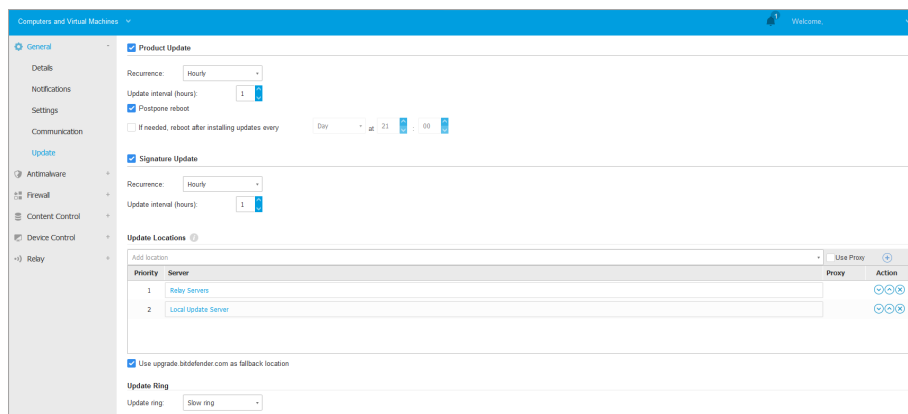 Computers and Virtual Machines
1
Welcome,
General -
Details
Notifications
Settings
Communication
Update
Antimalware +
Firewall +
Content Control +
Device Control +
Relay +
Product Update
Recurrence: Hourly
Update interval (hours): 1
Postpone reboot
If needed, reboot after installing updates every Day at 21 : 00
Signature Update
Recurrence: Hourly
Update interval (hours): 1
Update Locations
Add location Use Proxy
Priority Server Proxy Action
1 Relay Servers
2 Local Update Server
Use upgrade.bitdefender.com as fallback location
Update Ring
Update ring: Slow ring